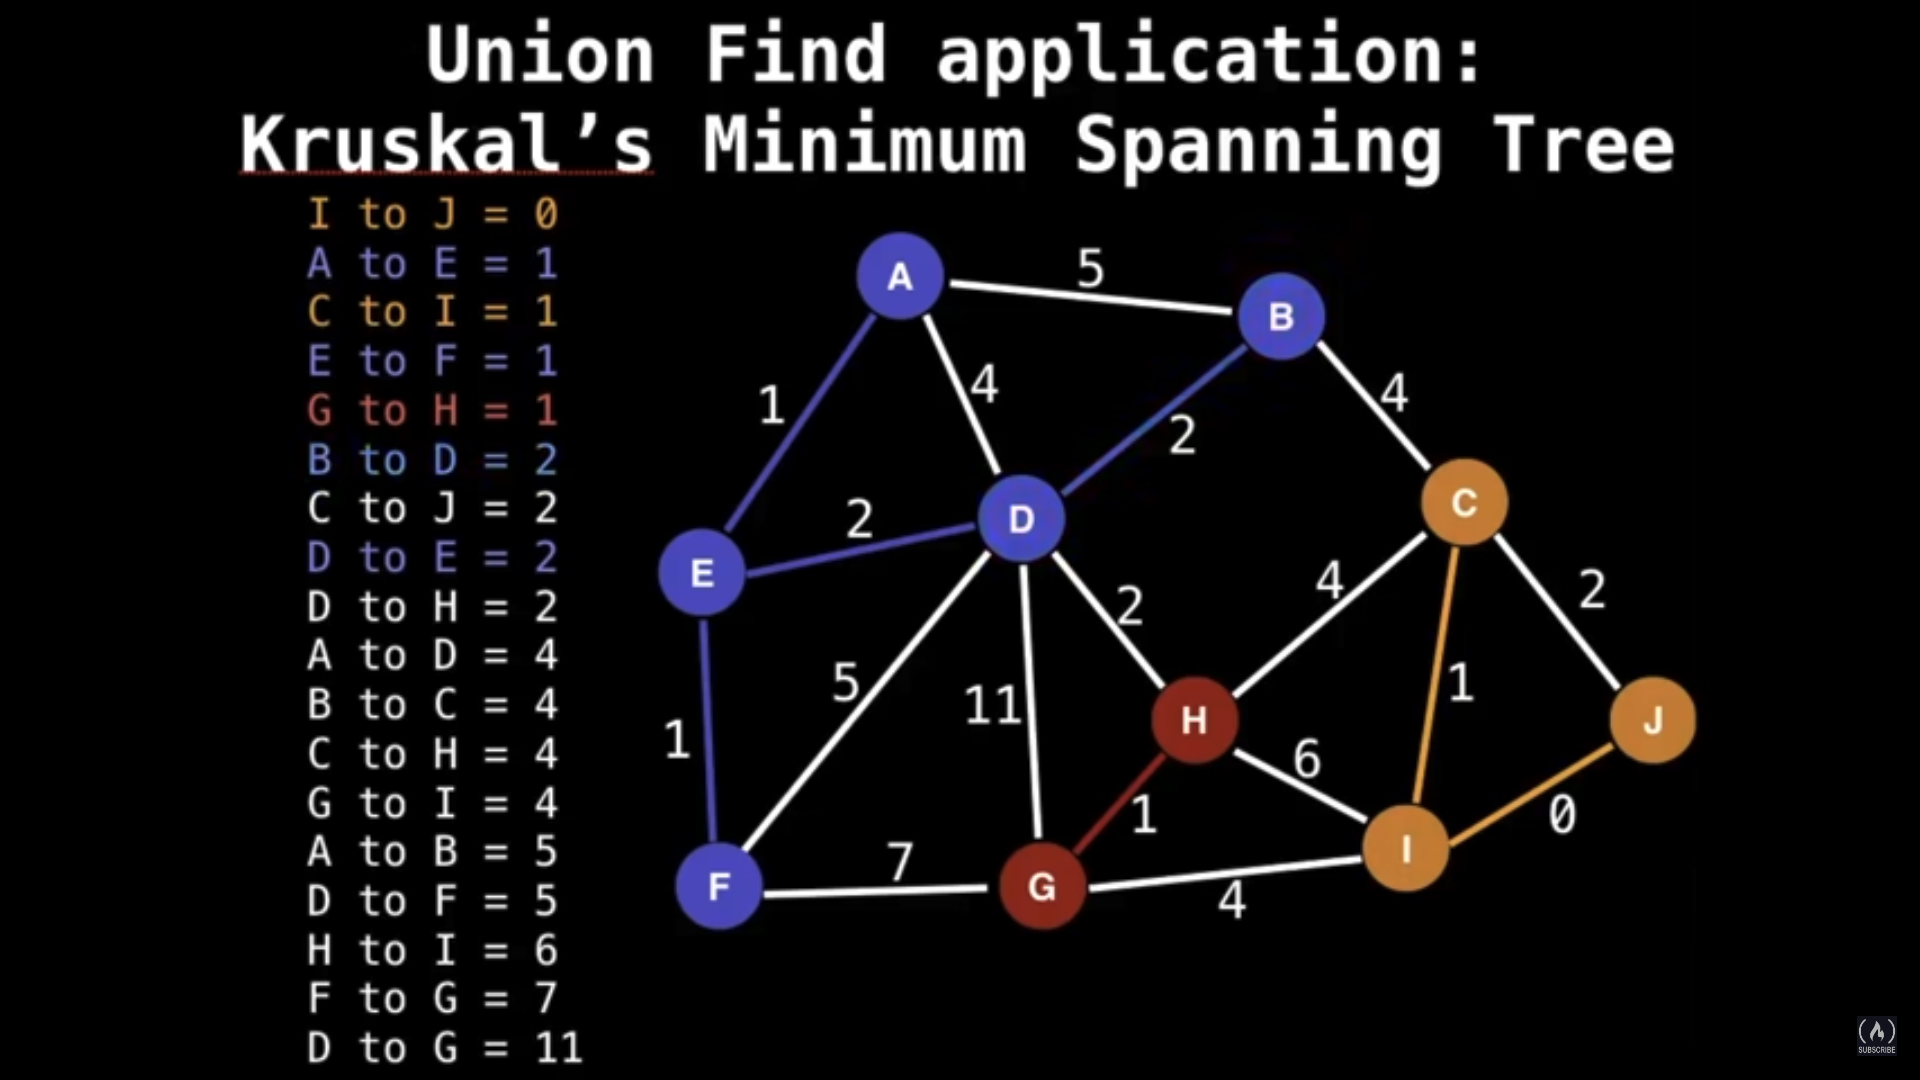 Union Find application:
Kruskal’s Minimum Spanning Tree
I to J = 0
A to E = 1
C to I = 1
E to F = 1
G to H = 1
B to D = 2
C to J = 2
D to E = 2
D to H = 2
A to D = 4
B to C = 4
C to H = 4
G to I = 4
A to B = 5
D to F = 5
H to I = 6
F to G = 7
D to G = 11
A
5
B
1
4
2
4
E
2
D
C
5
11
2
4
1
2
1
H
6
J
F
7
G
1
4
I
0
SUBSCRIBE